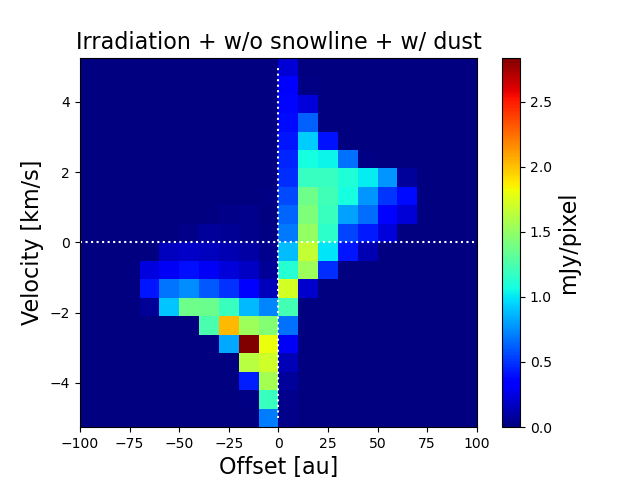 Irradiation + w/o snowline + w/ dust
Velocity [km/s]
4
2
0
−2
−4
−100 −75 −50 −25 0 25 50 75 100
Offset [au]
2.5
2.0
1.5
1.0
0.5
0.0
mJy/pixel